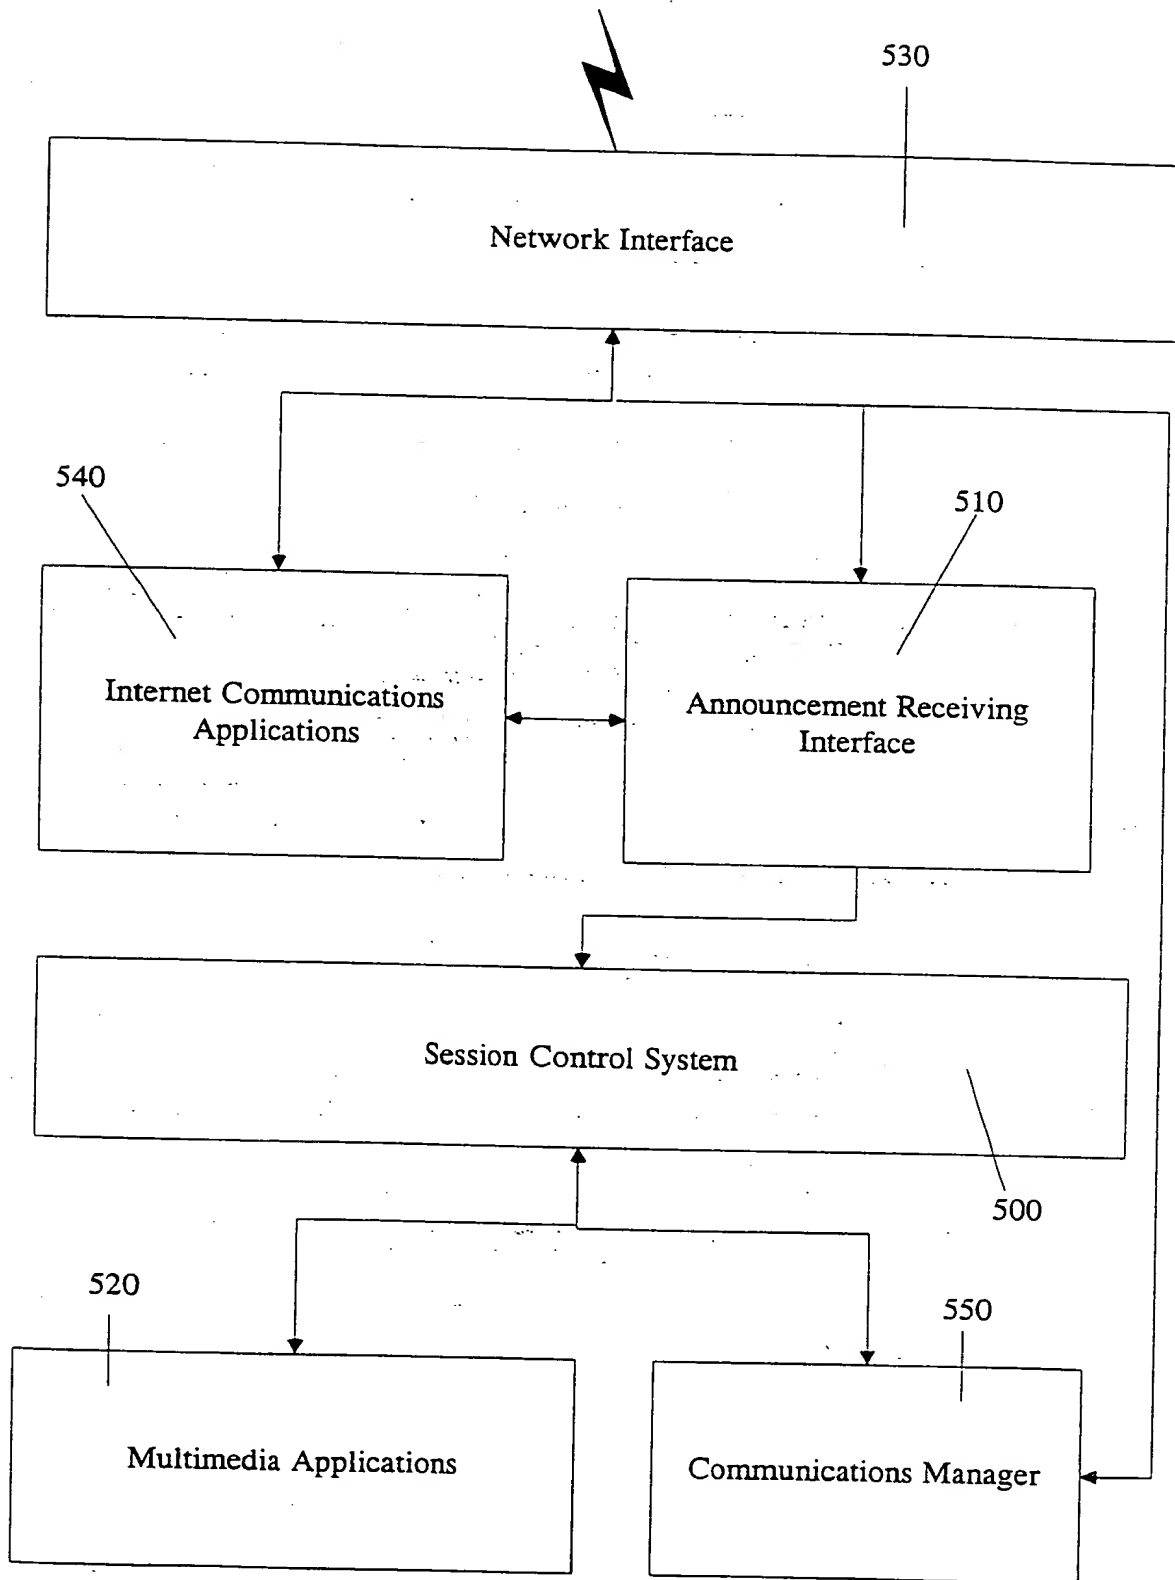 530
Network Interface
540
510
Internet Communications
Applications
Announcement Receiving
Interface
Session Control System
500
520
550
Multimedia Applications
Communications Manager